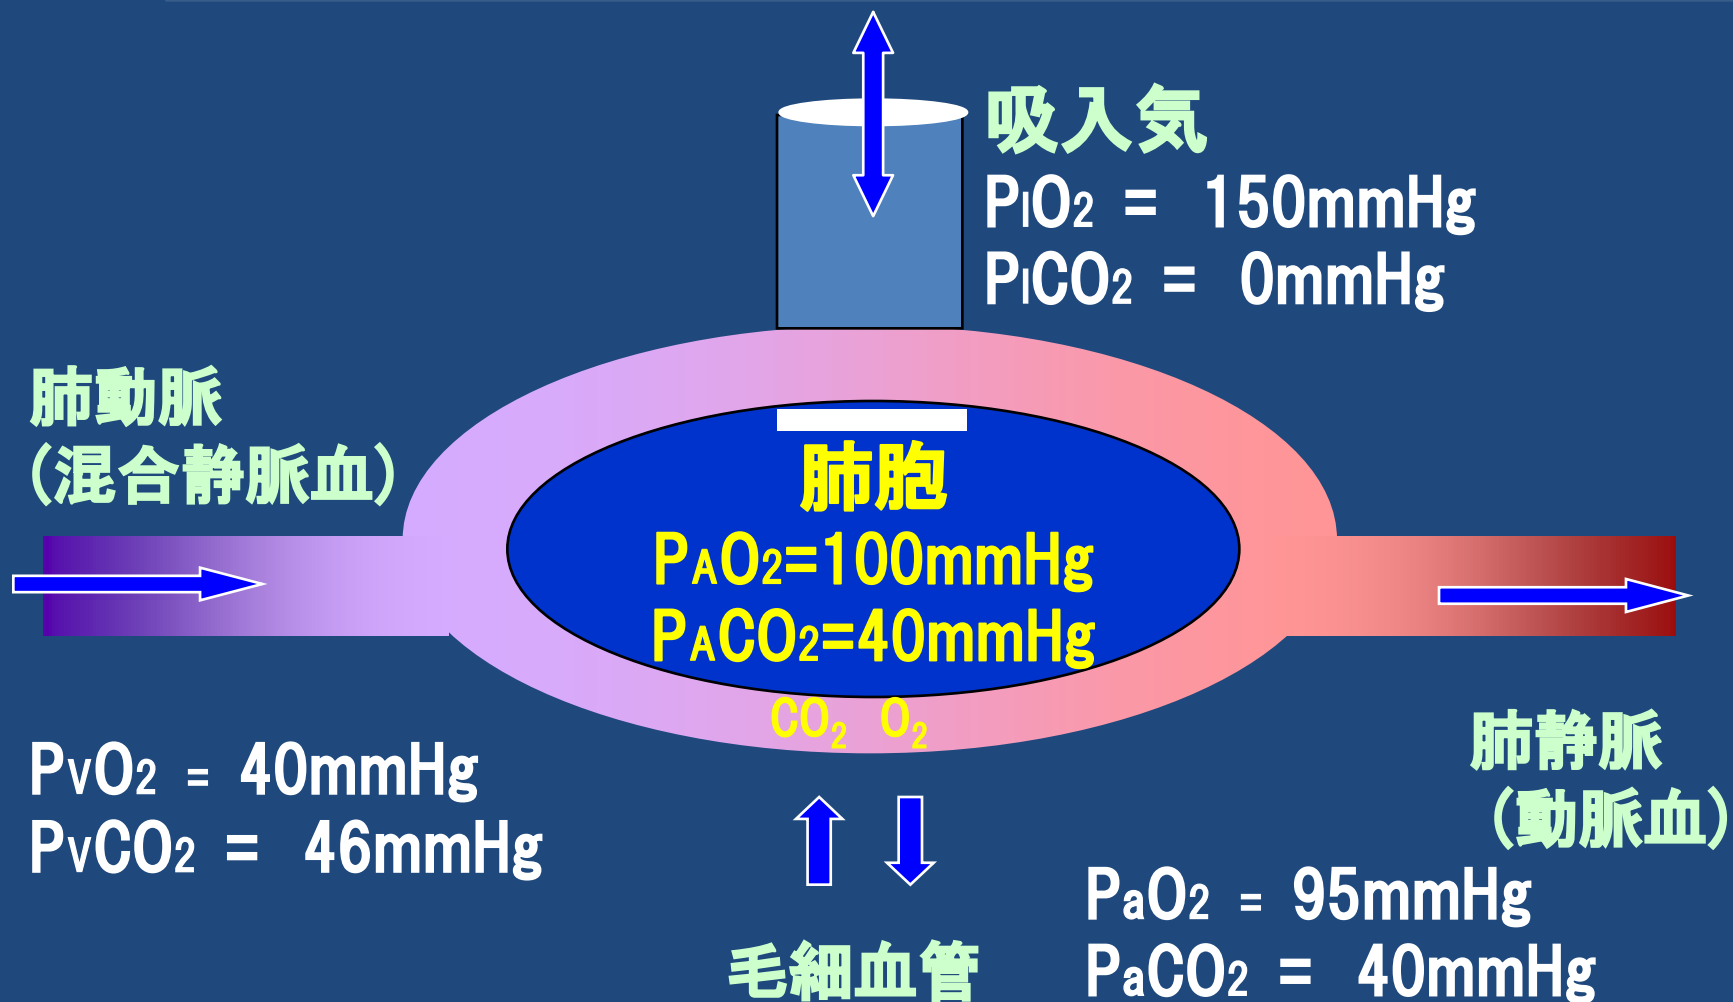 吸入気
PIO2 = 150mmHg
PICO2 = 0mmHg
肺動脈
(混合静脈血)
肺胞
PAO2=100mmHg
PACO2=40mmHg
CO2 O2
PVO2 = 40mmHg
PVCO2 = 46mmHg
肺静脈
(動脈血)
PaO2 = 95mmHg
PaCO2 = 40mmHg
毛細血管